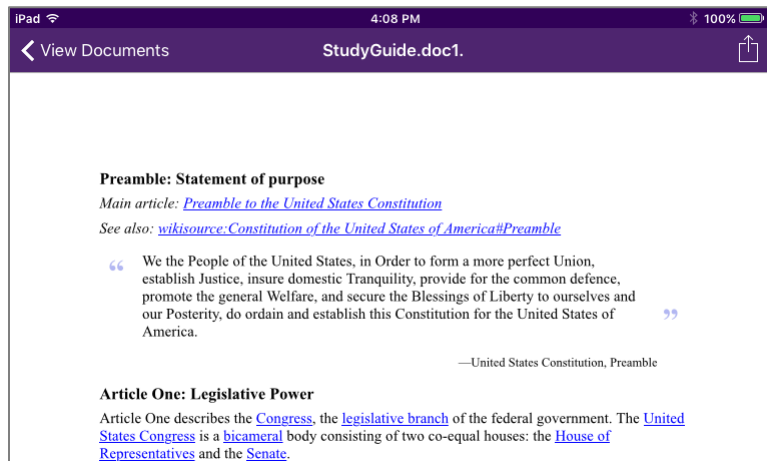 iPad 4:08 PM 100%
View Documents StudyGuide.doc1.
Preamble: Statement of purpose
Main article: Preamble to the United States Constitution
See also: wikisource:Constitution of the United States of America#Preamble
“ We the People of the United States, in Order to form a more perfect Union,
establish Justice, insure domestic Tranquility, provide for the common defence,
promote the general Welfare, and secure the Blessings of Liberty to ourselves and
our Posterity, do ordain and establish this Constitution for the United States of ”
America.
—United States Constitution, Preamble
Article One: Legislative Power
Article One describes the Congress, the legislative branch of the federal government. The United
States Congress is a bicameral body consisting of two co-equal houses: the House of
Representatives and the Senate.